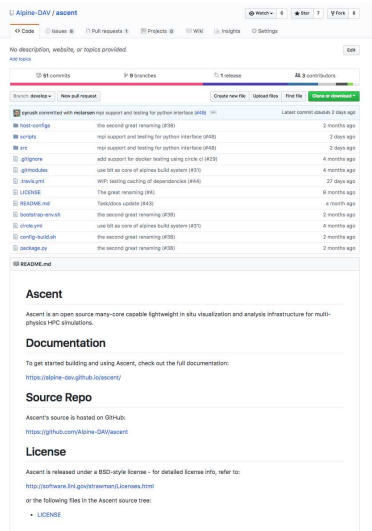 Alpine-DAV / ascent
Watch 6 Star 7 Fork 6
Code Issues 8 Pull requests 1 Projects 0 Wiki Insights Settings
No description, website, or topics provided. Edit
Add topics
51 commits 9 branches 1 release 3 contributors
Branch: develop New pull request Create new file Upload files Find file Clone or download
cyrush committed with mclarsen mpi support and testing for python interface (#48) Latest commit 2 days ago
host-configs the second great renaming (#38) 2 months ago
scripts mpi support and testing for python interface (#48) 2 days ago
src mpi support and testing for python interface (#48) 2 days ago
.gitignore add support for docker testing using circle ci (#29) 4 months ago
.gitmodules use blt as core of alpines build system (#31) 4 months ago
.travis.yml WIP: testing caching of dependencies (#44) 27 days ago
LICENSE The great renaming (#4) 8 months ago
README.md Task/docs update (#43) a month ago
bootstrap-env.sh the second great renaming (#38) 2 months ago
circle.yml use blt as core of alpines build system (#31) 4 months ago
config-build.sh the second great renaming (#38) 2 months ago
package.py the second great renaming (#38) 2 months ago
README.md
Ascent
Ascent is an open source many-core capable lightweight in situ visualization and analysis infrastructure for multi-
physics HPC simulations.
Documentation
To get started building and using Ascent, check out the full documentation:
https://alpine-dav.github.io/ascent/
Source Repo
Ascent's source is hosted on GitHub:
https://github.com/Alpine-DAV/ascent
License
Ascent is released under a BSD-style license - for detailed license info, refer to:
http://software.llnl.gov/strawman/Licenses.html
or the following files in the Ascent source tree:
• LICENSE